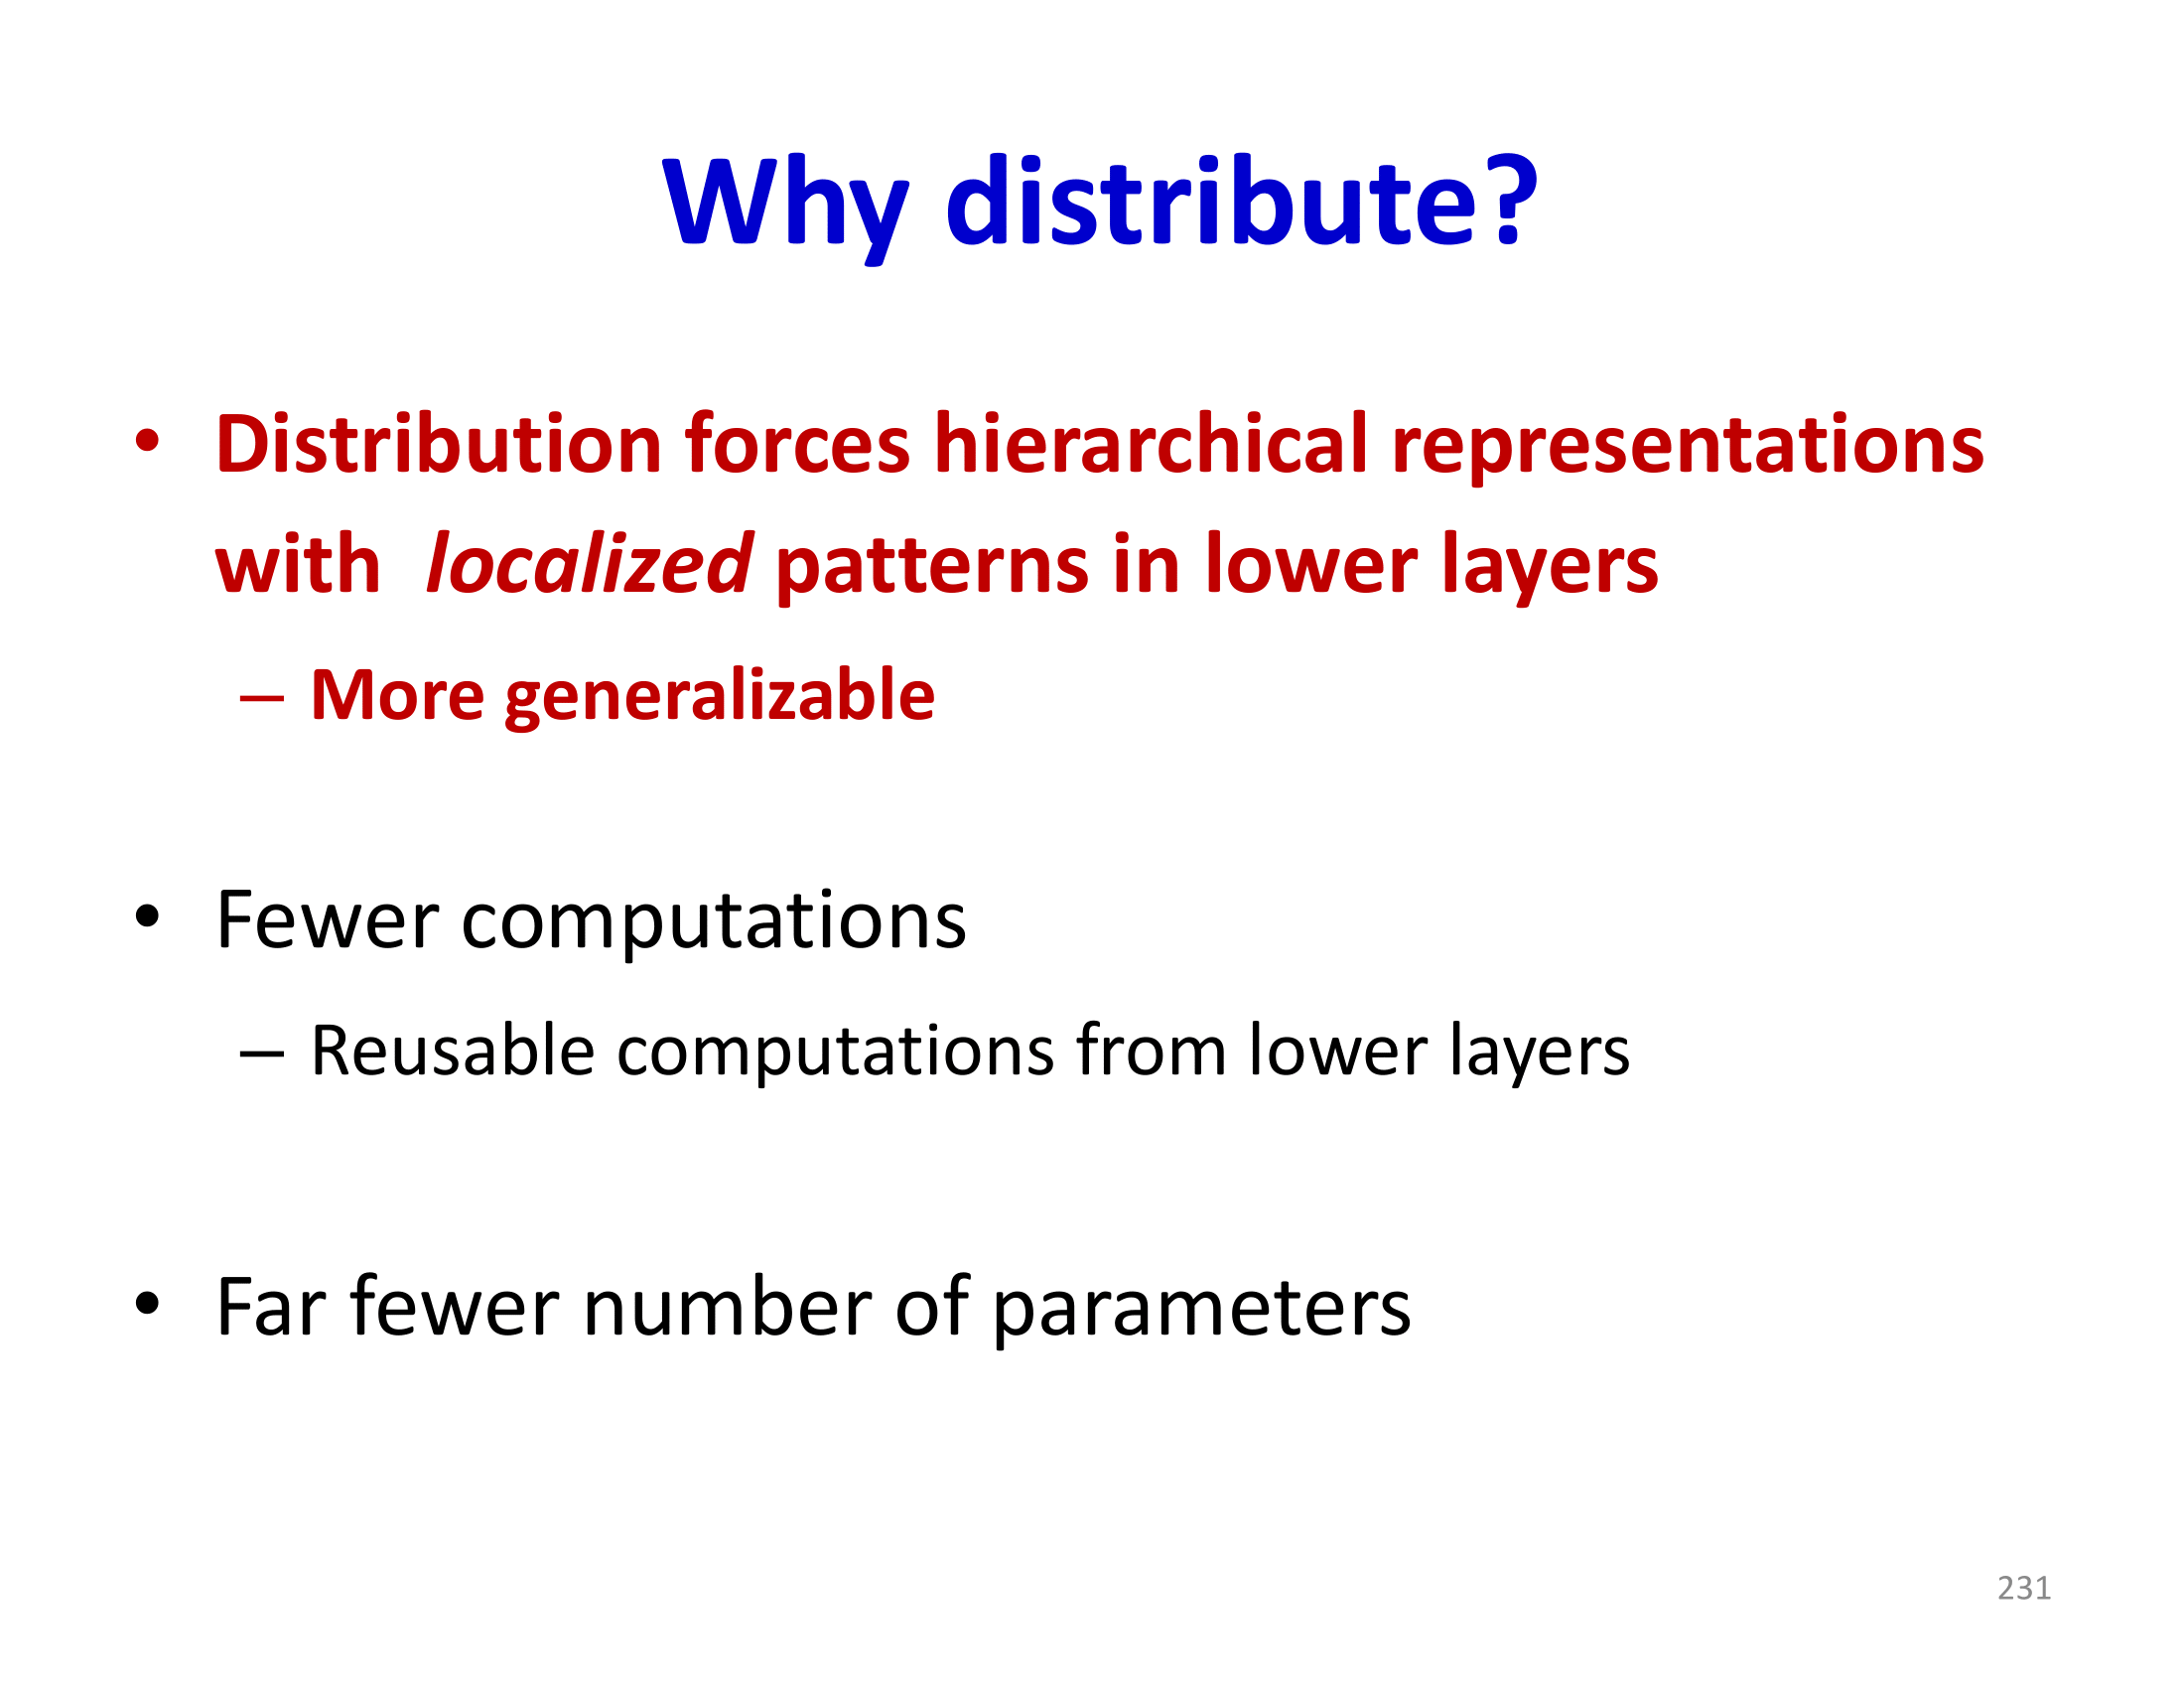 Why distribute?
• Distribution forces hierarchical representations
with localized patterns in lower layers
– More generalizable
• Fewer computations
– Reusable computations from lower layers
• Far fewer number of parameters
231